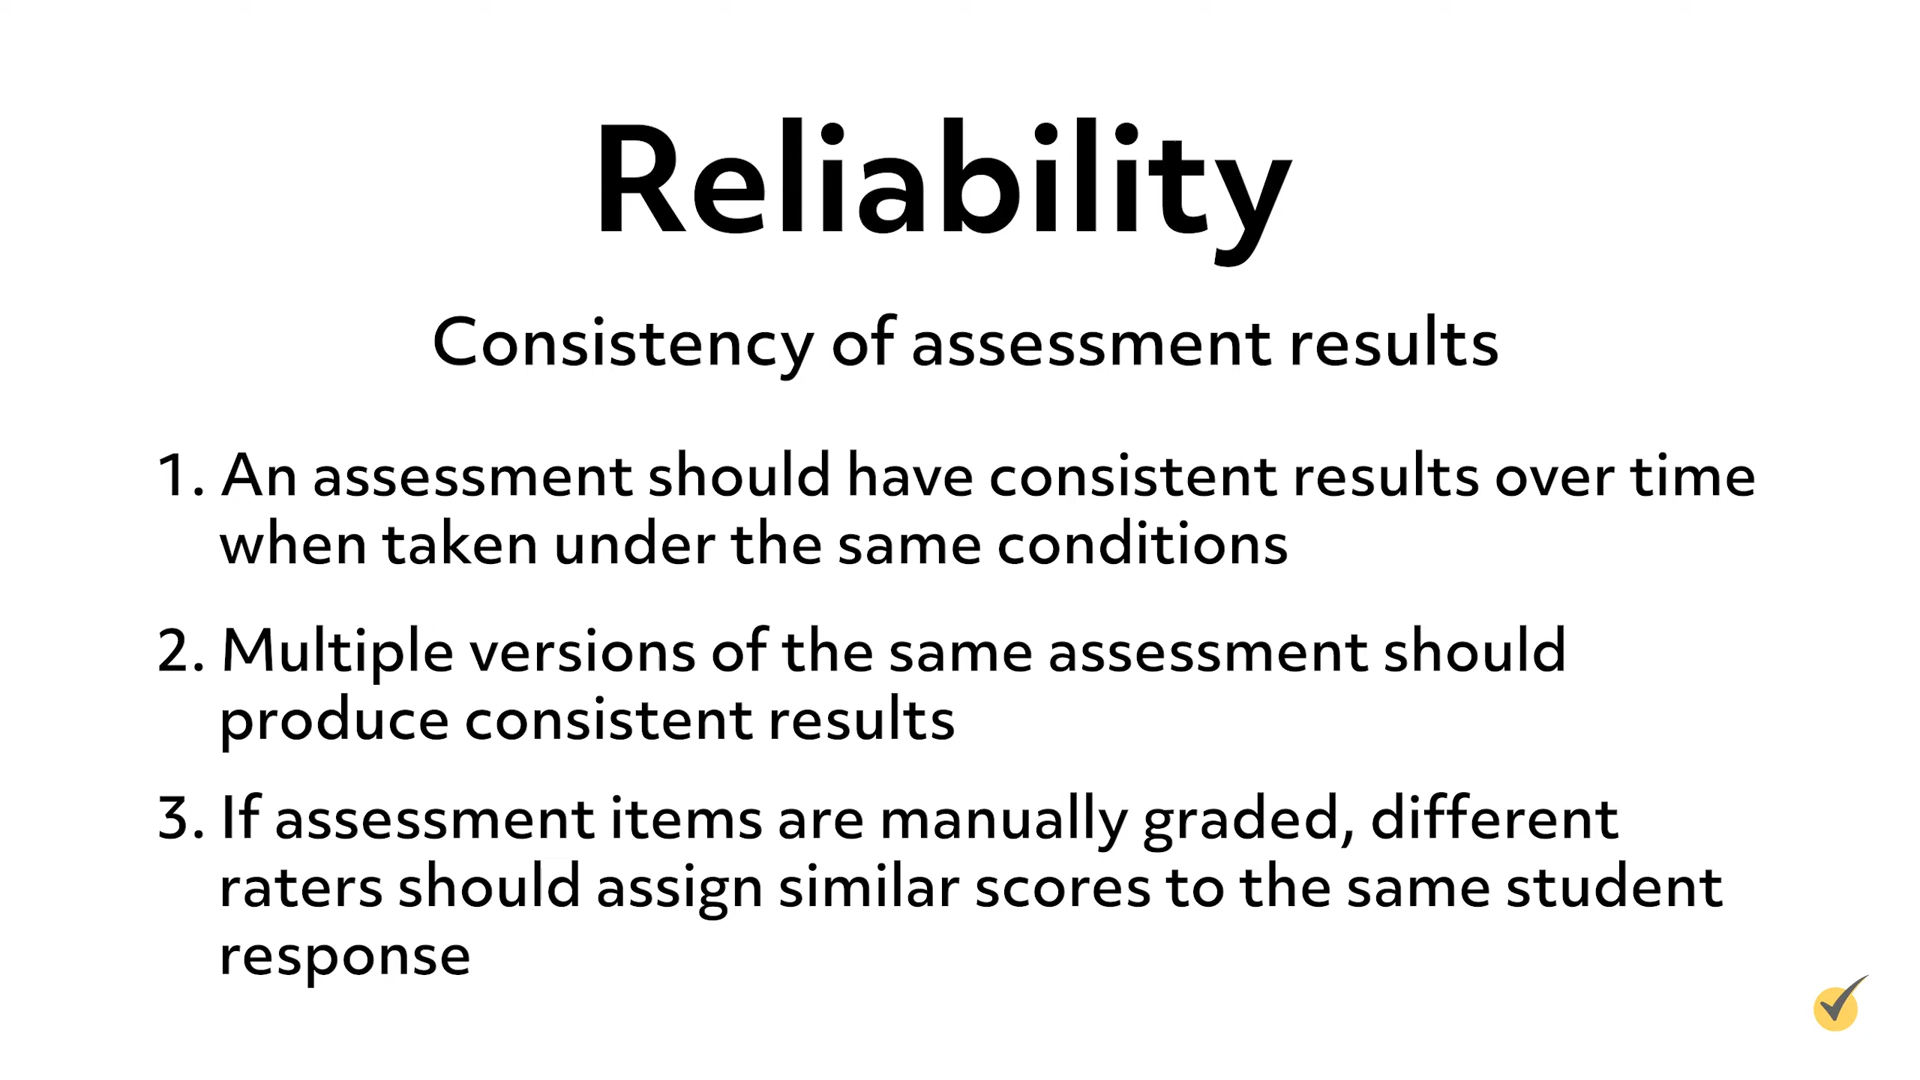 Reliability
Consistency of assessment results
1. An assessment should have consistent results over time
when taken under the same conditions
2. Multiple versions of the same assessment should
produce consistent results
3. If assessment items are manually graded, different
raters should assign similar scores to the same student
response